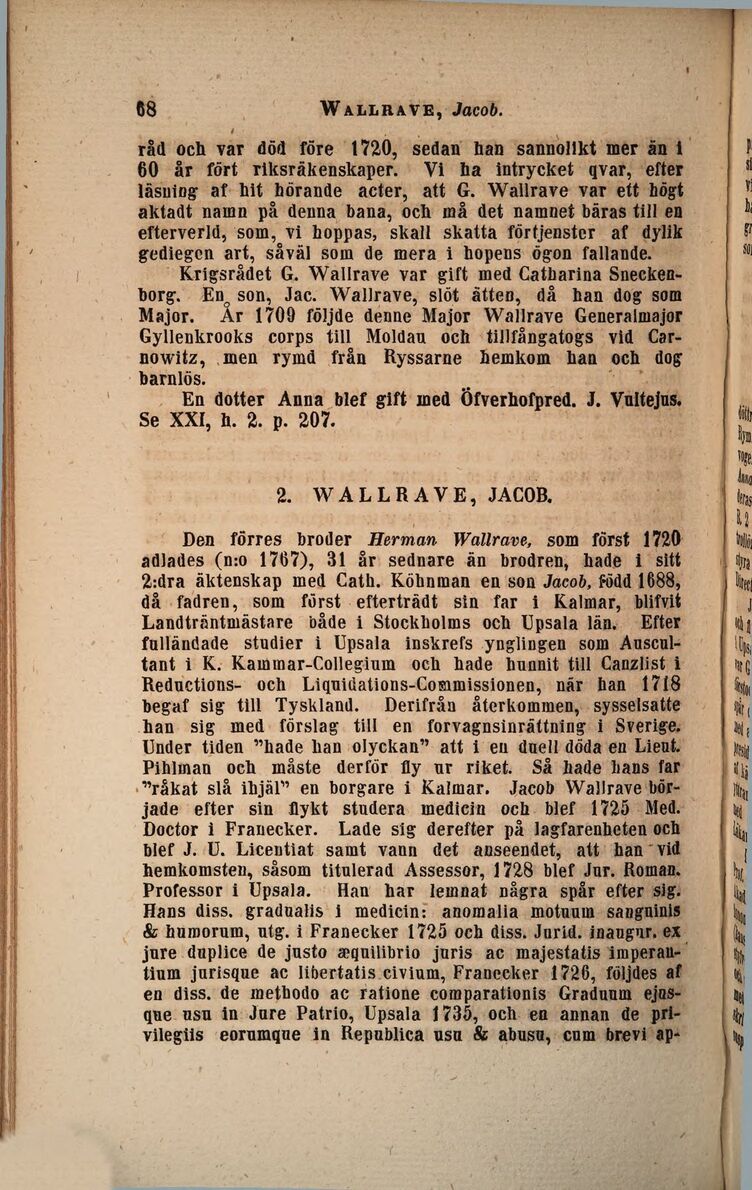 68 WALLRAVE, Jacob.
råd och var död före 1720, sedan han sannolikt mer än i
60 år fört riksräkenskaper. Vi ha intrycket qvar, efter
läsning af hit hörande acter, att G. Wallrave var ett högt
aktadt namn på denna bana, och må det namnet bäras till en
efterverld, som, vi hoppas, skall skatta förtjenster af dylik
gediegen art, såväl som de mera i hopens ögon fallande.
Krigsrådet G. Wallrave var gift med Catharina Snecken-
borg. En son, Jac. Wallrave, slöt ätten, då han dog som
Major. År 1709 följde denne Major Wallrave Generalmajor
Gyllenkrooks corps till Moldau och tillfångatogs vid Car-
nowitz, men rymd från Ryssarne hemkom han och dog
barnlös.
En dotter Anna blef gift med Öfverhofpred. J. Vultejus.
Se XXI, h. 2. p. 207.
2. WALLRAVE, JACOB.
Den förres broder Herman Wallrave, som först 1720
adlades (n:o 1767), 31 år sednare än brodren, hade i sitt
2:dra äktenskap med Cath. Köhnman en son Jacob, född 1688,
då fadren, som först efterträdt sin far i Kalmar, blifvit
Landträntmästare både i Stockholms och Upsala län. Efter
fulländade studier i Upsala inskrefs ynglingen som Auscul-
tant i K. Kammar-Collegium och hade hunnit till Canzlist i
Reductions- och Liquidations-Commissionen, när han 1718
begaf sig till Tyskland. Derifrån återkommen, sysselsatte
han sig med förslag till en forvagnsinrättning i Sverige.
Under tiden ”hade han olyckan” att i en duell döda en Lieut.
Pihlman och måste derför fly ur riket. Så hade hans far
”råkat slå ihjäl” en borgare i Kalmar. Jacob Wallrave bör-
jade efter sin flykt studera medicin och blef 1725 Med.
Doctor i Franecker. Lade sig derefter på lagfarenheten och
blef J. U. Licentiat samt vann det anseendet, att han vid
hemkomsten, såsom titulerad Assessor, 1728 blef Jur. Roman.
Professor i Upsala. Han har lemnat några spår efter sig.
Hans diss. gradualis i medicin: anomalia motuum sanguinis
& humorum, utg. i Franecker 1725 och diss. Jurid. inaugur. ex
jure duplice de justo æquilibrio juris ac majestatis imperan-
tium jurisque ac libertatis civium, Franecker 1726, följdes af
en diss. de methodo ac ratione comparationis Graduum ejus-
que usu in Jure Patrio, Upsala 1735, och en annan de pri-
vilegiis eorumque in Republica usu & abusu, cum brevi ap-